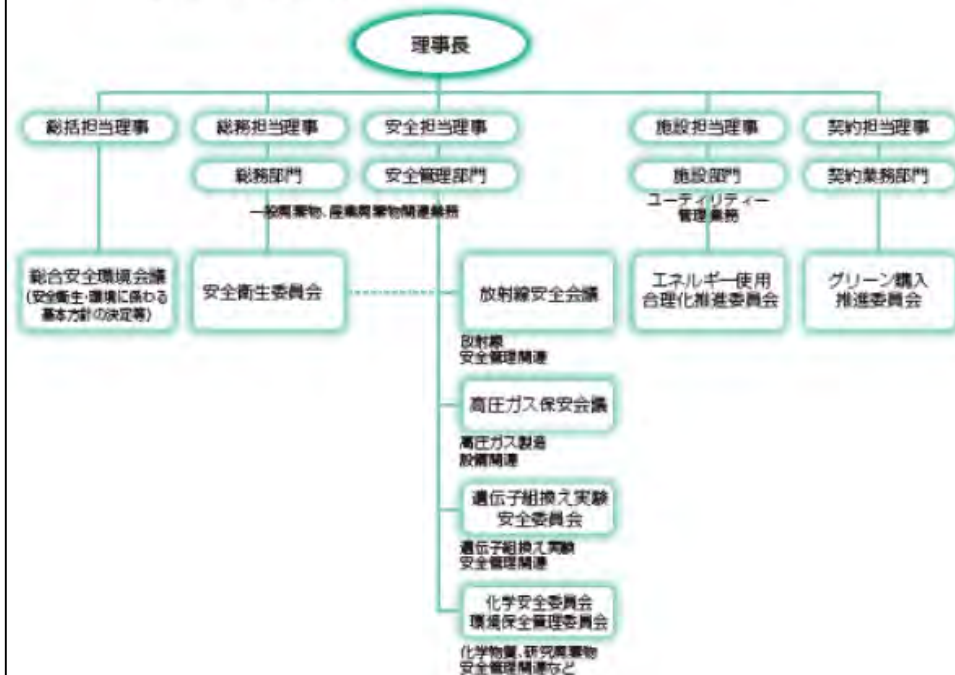 理事長
総括担当理事
総務担当理事
安全担当理事
施設担当理事
契約担当理事
総務部門
安全管理部門
施設部門
契約業務部門
一般廃棄物、産業廃棄物関連業務
ユーティリティー
管理業務
総合安全環境会議
(安全衛生・環境に係わる
基本方針の決定等)
安全衛生委員会
放射線安全会議
エネルギー使用
合理化推進委員会
グリーン購入
推進委員会
放射線
安全管理関連
高圧ガス保安会議
高圧ガス製造
設備関連
遺伝子組換え実験
安全委員会
遺伝子組換え実験
安全管理関連
化学安全委員会
環境保全管理委員会
化学物質、研究廃棄物
安全管理関連など